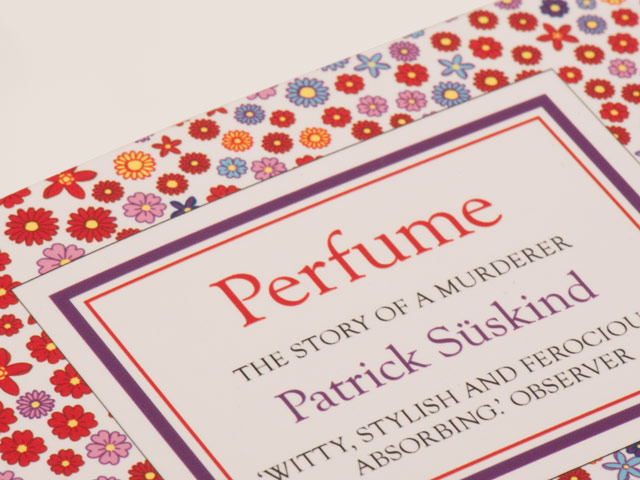 Perfume
THE STORY OF A MURDERER
Patrick Süskind
'WITTY, STYLISH AND FEROCIOU
ABSORBING.' OBSERVER